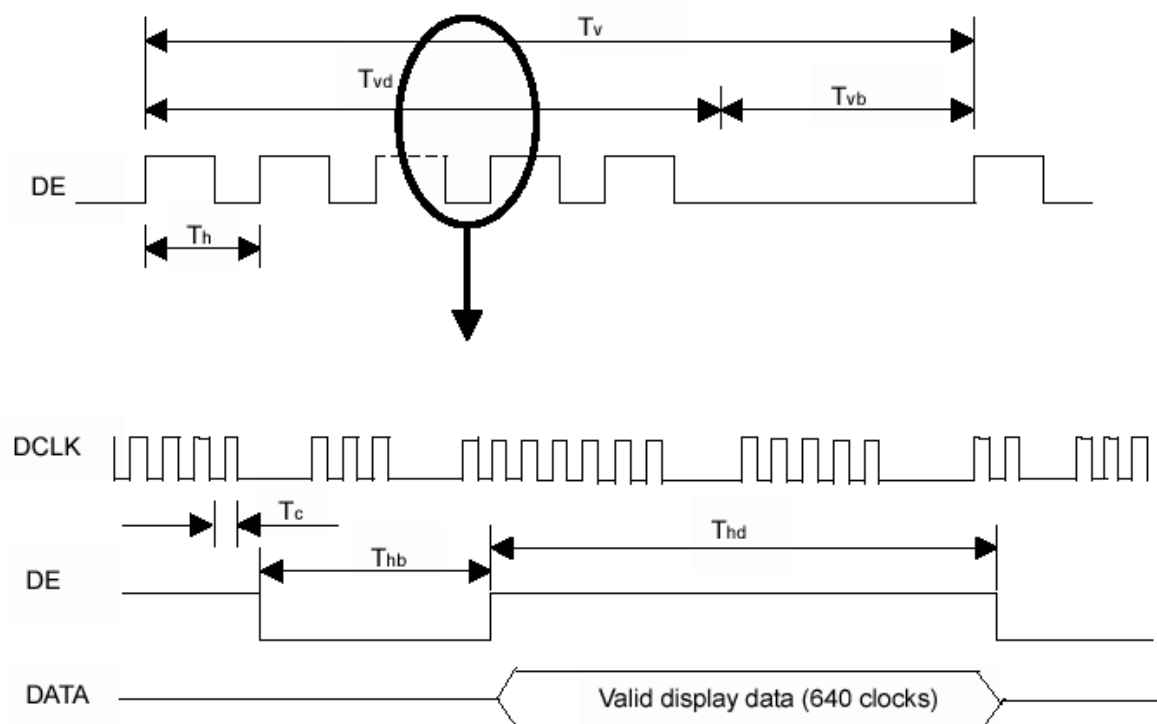 Tv
Tvd
Tvb
DE
Th
DCLK
Tc
Thd
Thb
DE
DATA
Valid display data (640 clocks)